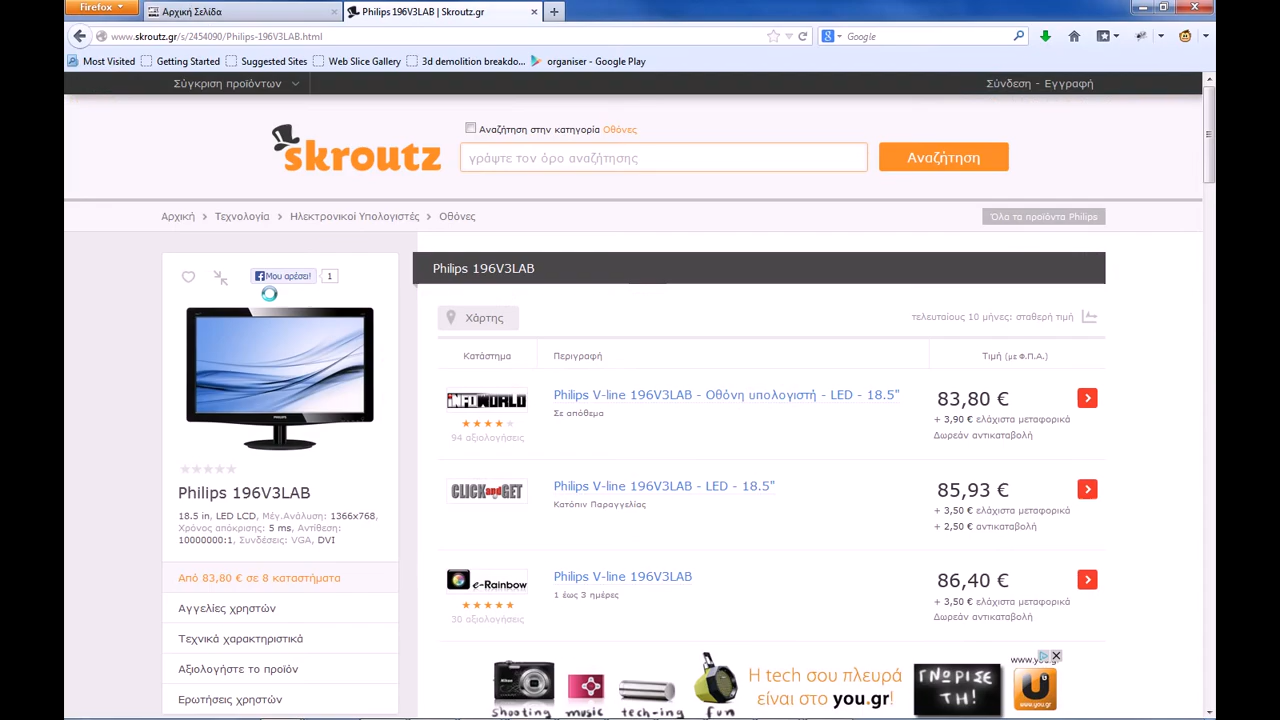 Firefox
Αρχική Σελίδα
Philips 196V3LAB | Skroutz.gr
www.skroutz.gr/s/2454090/Philips-196V3LAB.html
Google
Most Visited
Getting Started
Suggested Sites
Web Slice Gallery
3d demolition breakdo...
organiser - Google Play
Σύγκριση προϊόντων
Σύνδεση - Εγγραφή
skroutz
Αναζήτηση στην κατηγορία Οθόνες
γράψτε τον όρο αναζήτησης
Αναζήτηση
Αρχική > Τεχνολογία > Ηλεκτρονικοί Υπολογιστές > Οθόνες
Όλα τα προϊόντα Philips
Μου αρέσει! 1
PHILIPS
Philips 196V3LAB
18.5 in, LED LCD, Μέγ.Ανάλυση: 1366x768,
Χρόνος απόκρισης: 5 ms, Αντίθεση:
10000000:1, Συνδέσεις: VGA, DVI
Από 83,80 € σε 8 καταστήματα
Αγγελίες χρηστών
Τεχνικά χαρακτηριστικά
Αξιολογήστε το προϊόν
Ερωτήσεις χρηστών
Philips 196V3LAB
Χάρτης
τελευταίους 10 μήνες: σταθερή τιμή
Κατάστημα
Περιγραφή
Τιμή (με Φ.Π.Α.)
INFOWORLD
94 αξιολογήσεις
Philips V-line 196V3LAB - Οθόνη υπολογιστή - LED - 18.5"
Σε απόθεμα
83,80 €
+ 3,90 € ελάχιστα μεταφορικά
Δωρεάν αντικαταβολή
CLICKandGET
Philips V-line 196V3LAB - LED - 18.5"
Κατόπιν Παραγγελίας
85,93 €
+ 3,50 € ελάχιστα μεταφορικά
+ 2,50 € αντικαταβολή
e-Rainbow
30 αξιολογήσεις
Philips V-line 196V3LAB
1 έως 3 ημέρες
86,40 €
+ 3,50 € ελάχιστα μεταφορικά
Δωρεάν αντικαταβολή
shooting
music
tech-ing
fun
Η tech σου πλευρά
είναι στο you.gr!
ΓΝΩΡΙΣΕ
ΤΗ!
www.you.gr
www.you.gr